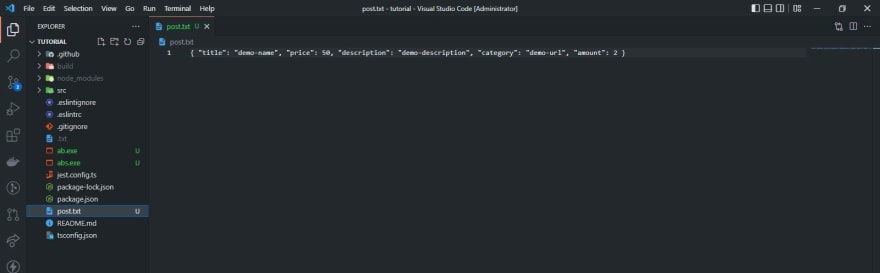 File Edit Selection View Go Run Terminal Help
post.txt - tutorial - Visual Studio Code [Administrator]
EXPLORER
post.txt U
TUTORIAL
post.txt
.github
build
node_modules
src
.eslintignore
.eslintrc
.gitignore
.txt
ab.exe U
abs.exe U
jest.config.ts
package-lock.json
package.json
post.txt U
README.md
tsconfig.json
1 { "title": "demo-name", "price": 50, "description": "demo-description", "category": "demo-url", "amount": 2 }
3